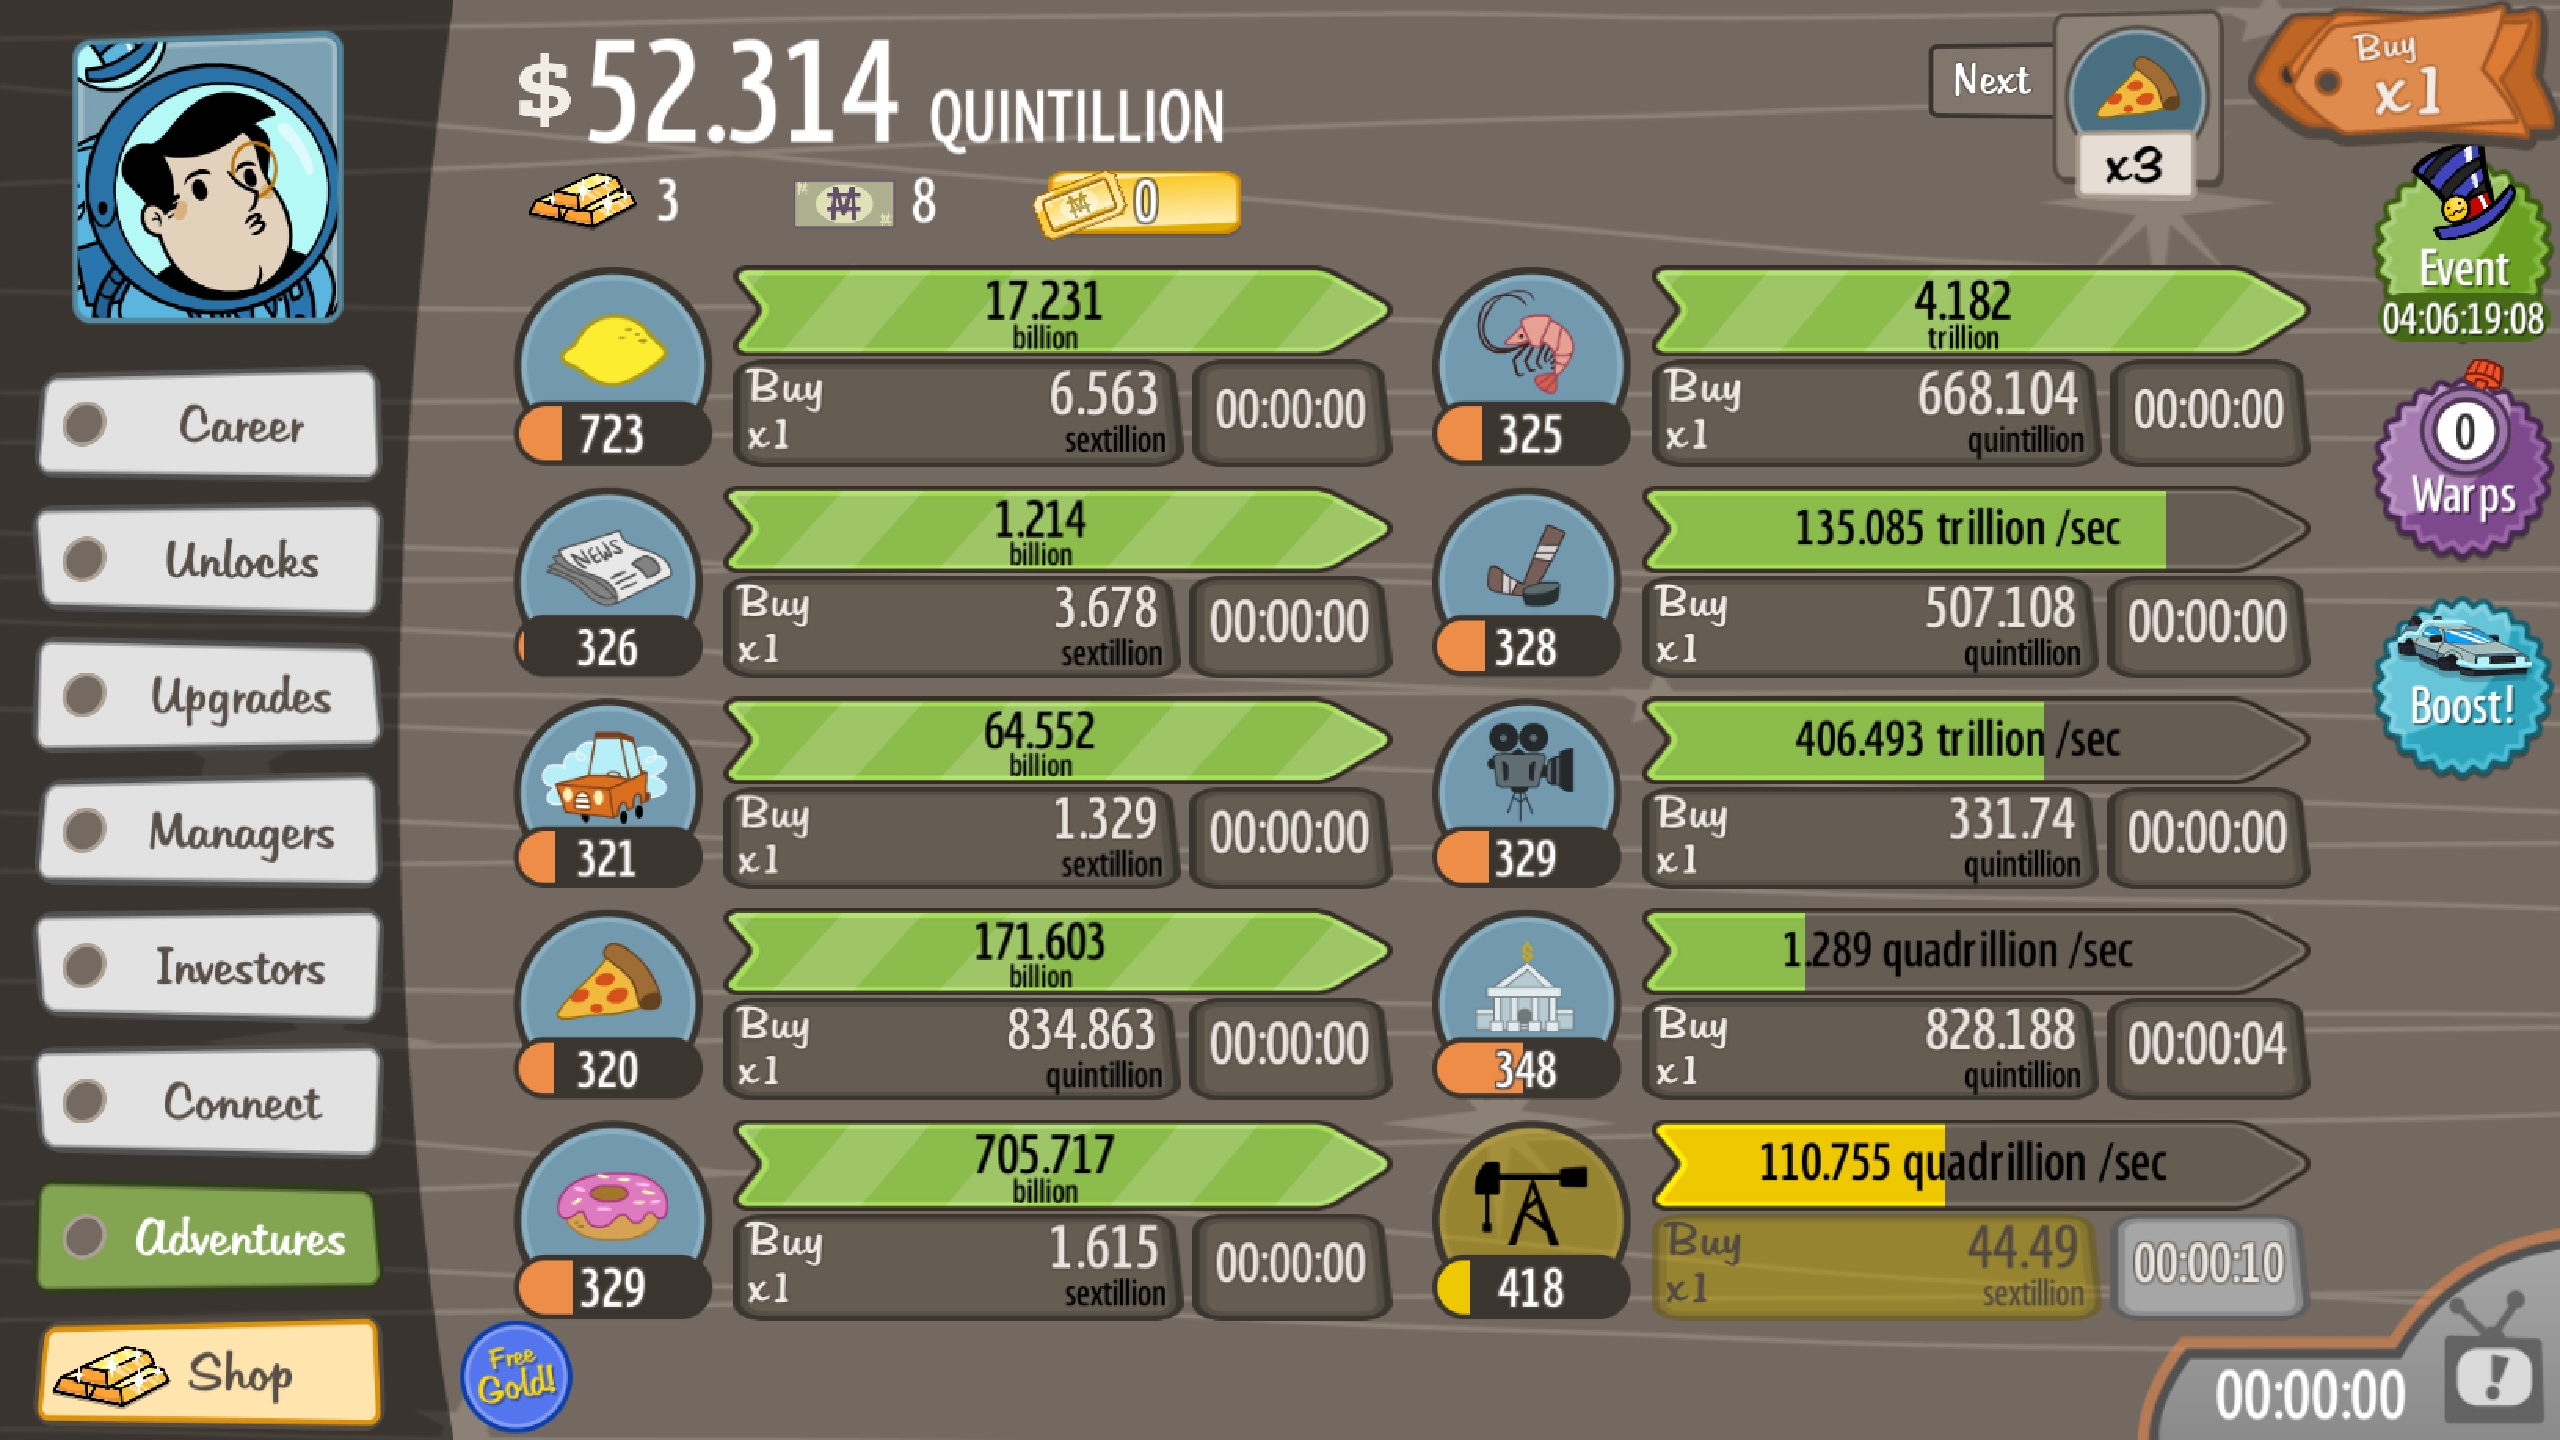 $52.314 QUINTILLION
Next
x3
Buy
x1
3
8
0
Event
04:06:19:08
0
Warps
Boost!
Career
Unlocks
Upgrades
Managers
Investors
Connect
Adventures
Shop
17.231
billion
Buy
x1
6.563
sextillion
00:00:00
723
NEWS
1.214
billion
Buy
x1
3.678
sextillion
00:00:00
326
64.552
billion
Buy
x1
1.329
sextillion
00:00:00
321
171.603
billion
Buy
x1
834.863
quintillion
00:00:00
320
705.717
billion
Buy
x1
1.615
sextillion
00:00:00
329
4.182
trillion
Buy
x1
668.104
quintillion
00:00:00
325
135.085 trillion /sec
Buy
x1
507.108
quintillion
00:00:00
328
406.493 trillion /sec
Buy
x1
331.74
quintillion
00:00:00
329
1.289 quadrillion /sec
Buy
x1
828.188
quintillion
00:00:04
348
110.755 quadrillion /sec
Buy
x1
44.49
sextillion
00:00:10
418
Free
Gold!
00:00:00
!